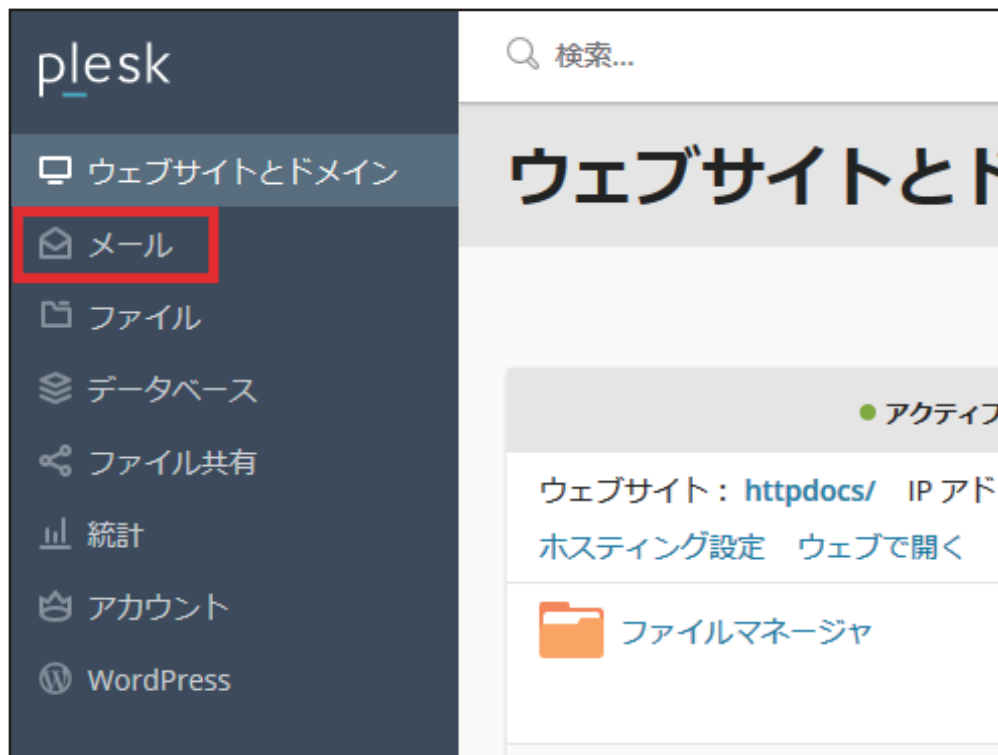 plesk
検索...
ウェブサイトとド
ウェブサイトとドメイン
メール
ファイル
データベース
ファイル共有
統計
アカウント
WordPress
アクティブ
ウェブサイト： httpdocs/ IP アド
ホスティング設定 ウェブで開く
ファイルマネージャ